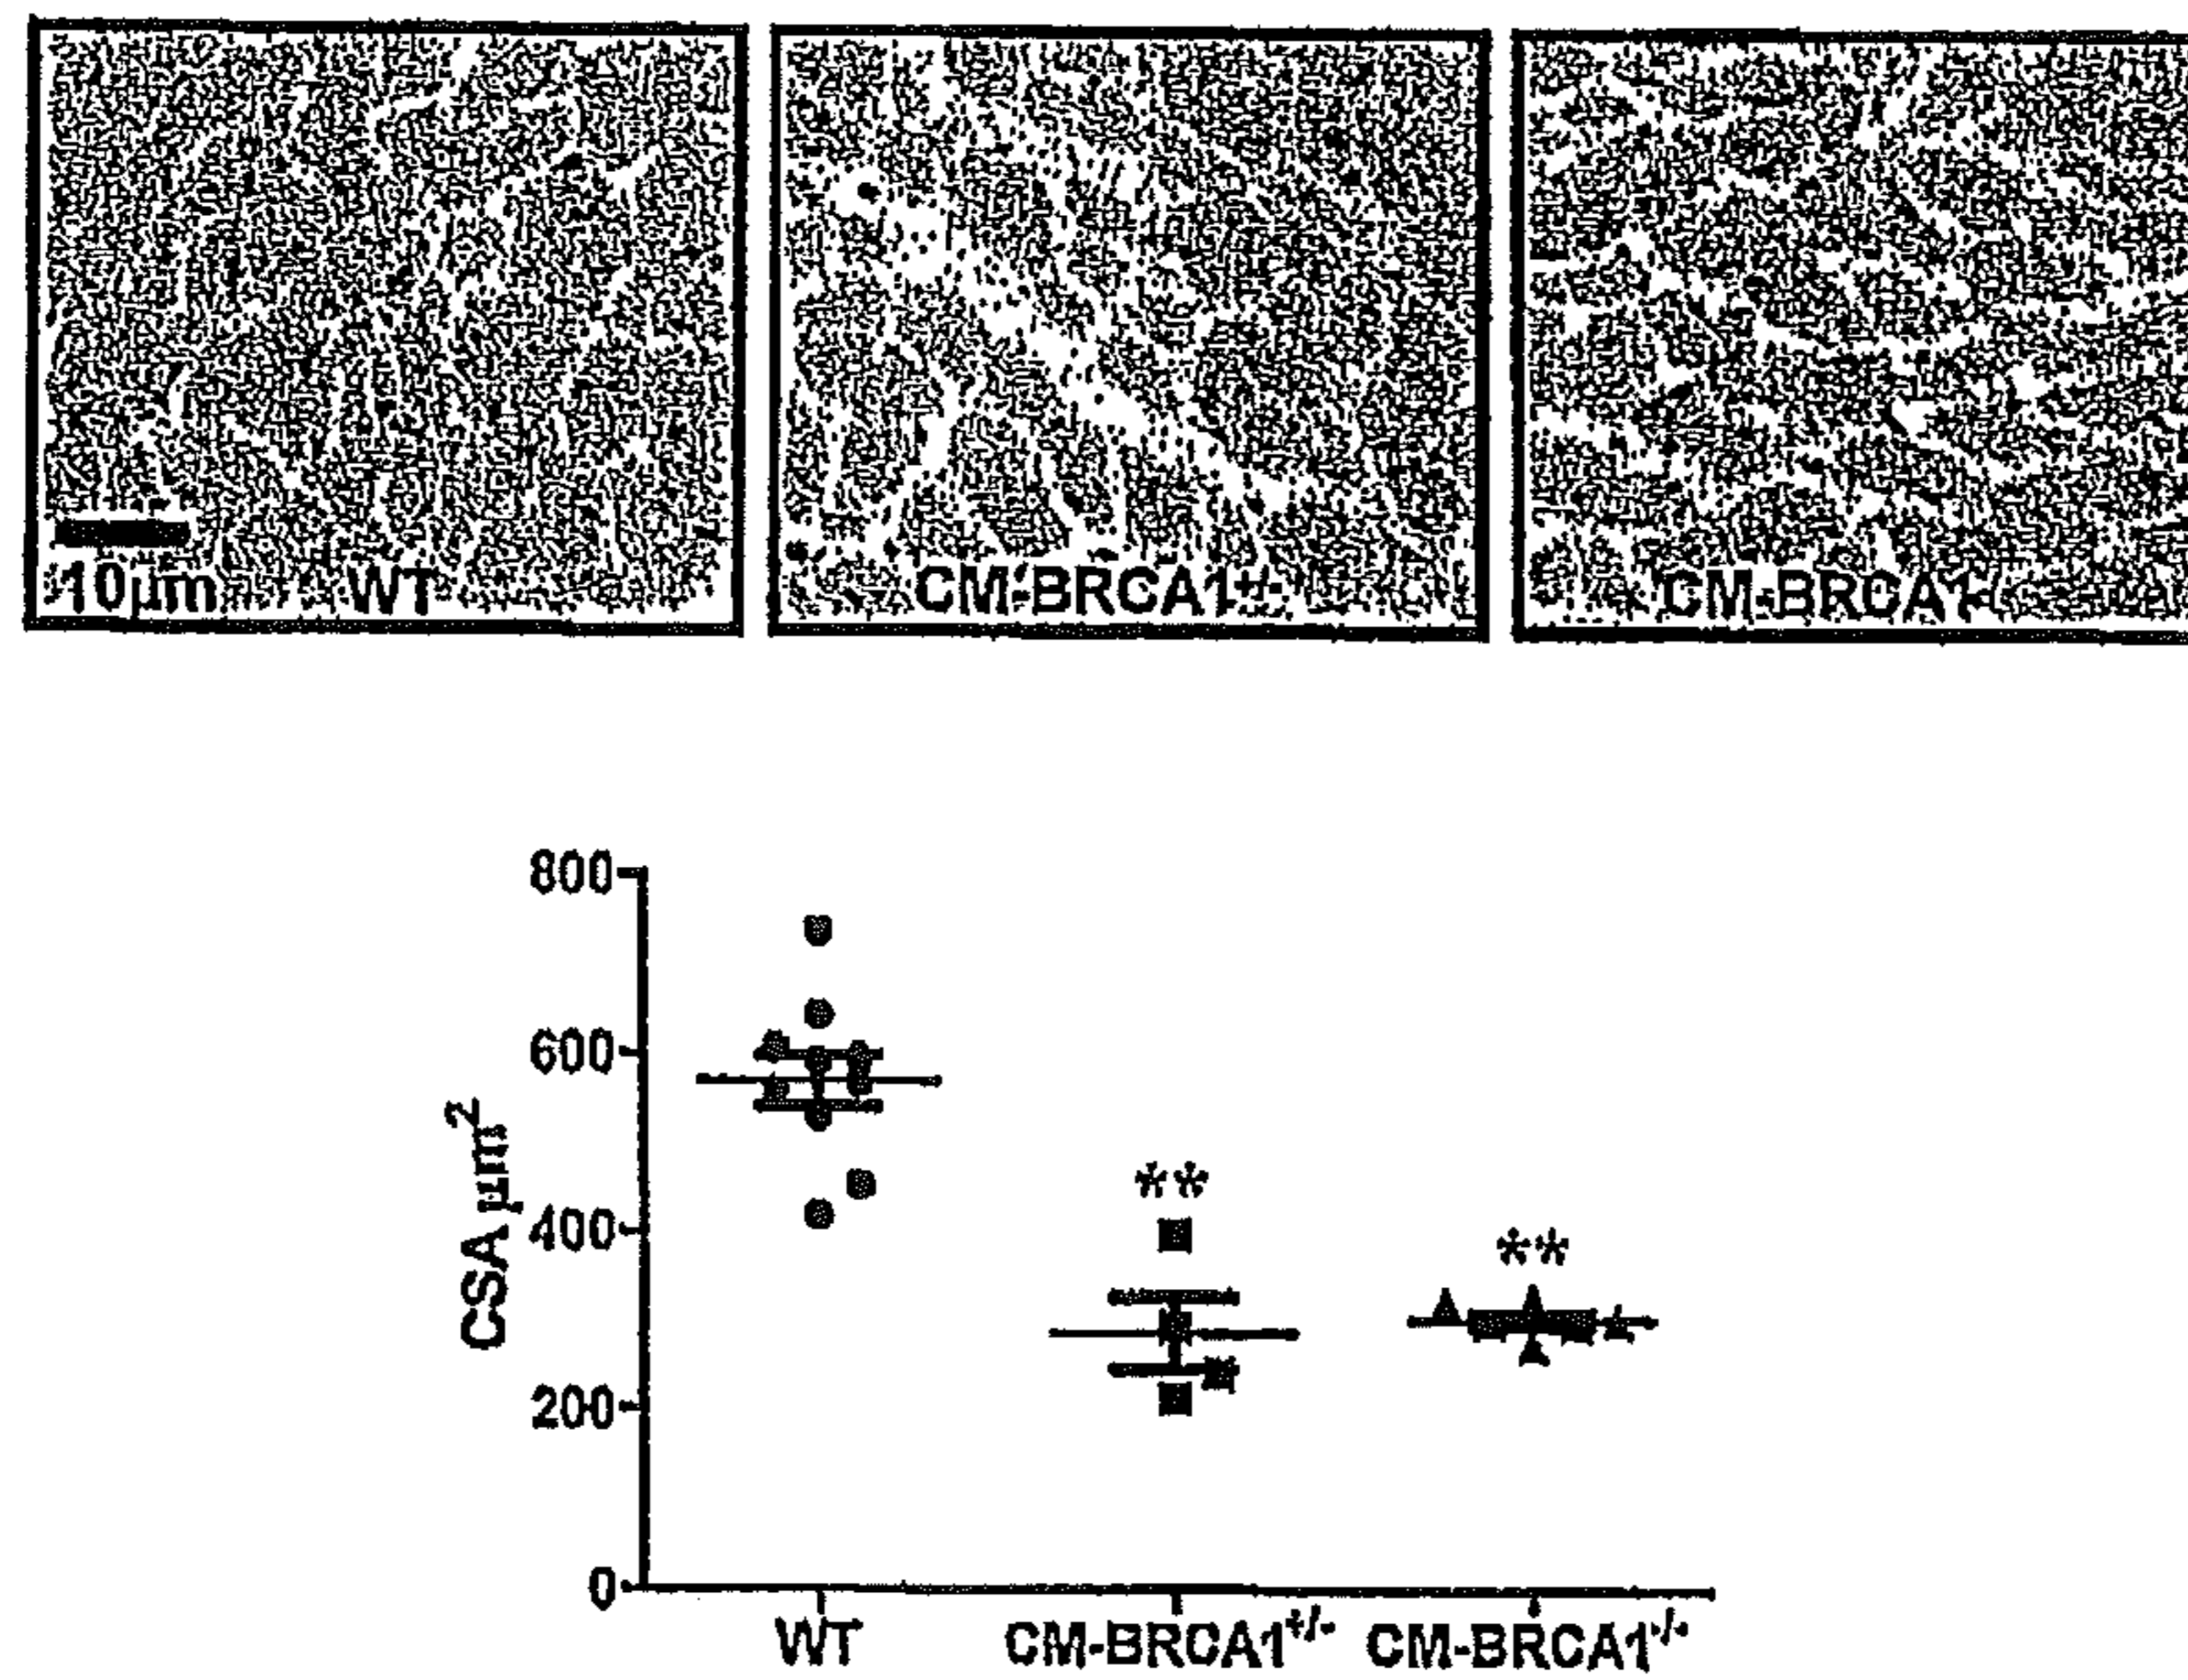 10µm WT
CM-BRCA1+/-
CM-BRCA1-/
800
600
400
200
0
CSA µm²
**
**
WT CM-BRCA1+/- CM-BRCA1-/-